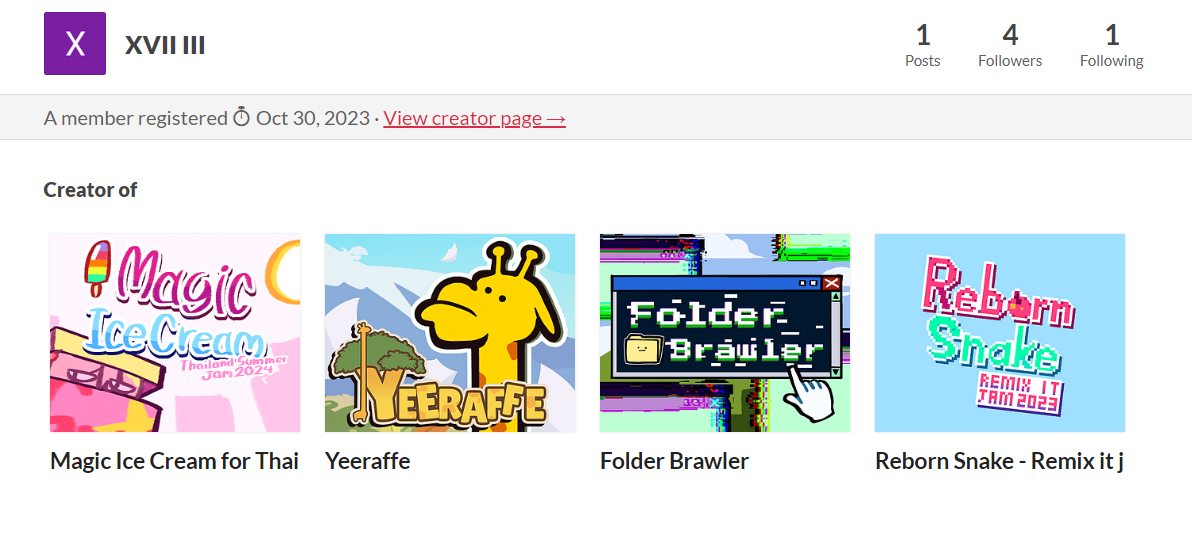 X
XVII III
1
Posts
4
Followers
1
Following
A member registered Oct 30, 2023 · View creator page →
Creator of
Magic
Ice Cream
Thailand Summer
Jam 2024
YEERAFFE
Folder
Brawler
Reborn
Snake
REMIX IT
JAM 2023
Magic Ice Cream for Thai
Yeeraffe
Folder Brawler
Reborn Snake - Remix it j